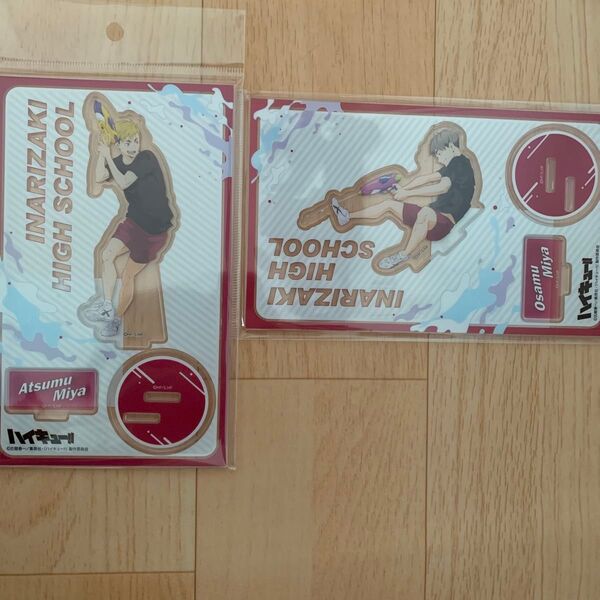 INARIZAKI
HIGH SCHOOL
Atsumu
Miya
ハイキュー!!
INARIZAKI
HIGH
SCHOOL
Osamu
Miya
ハイキュー!!